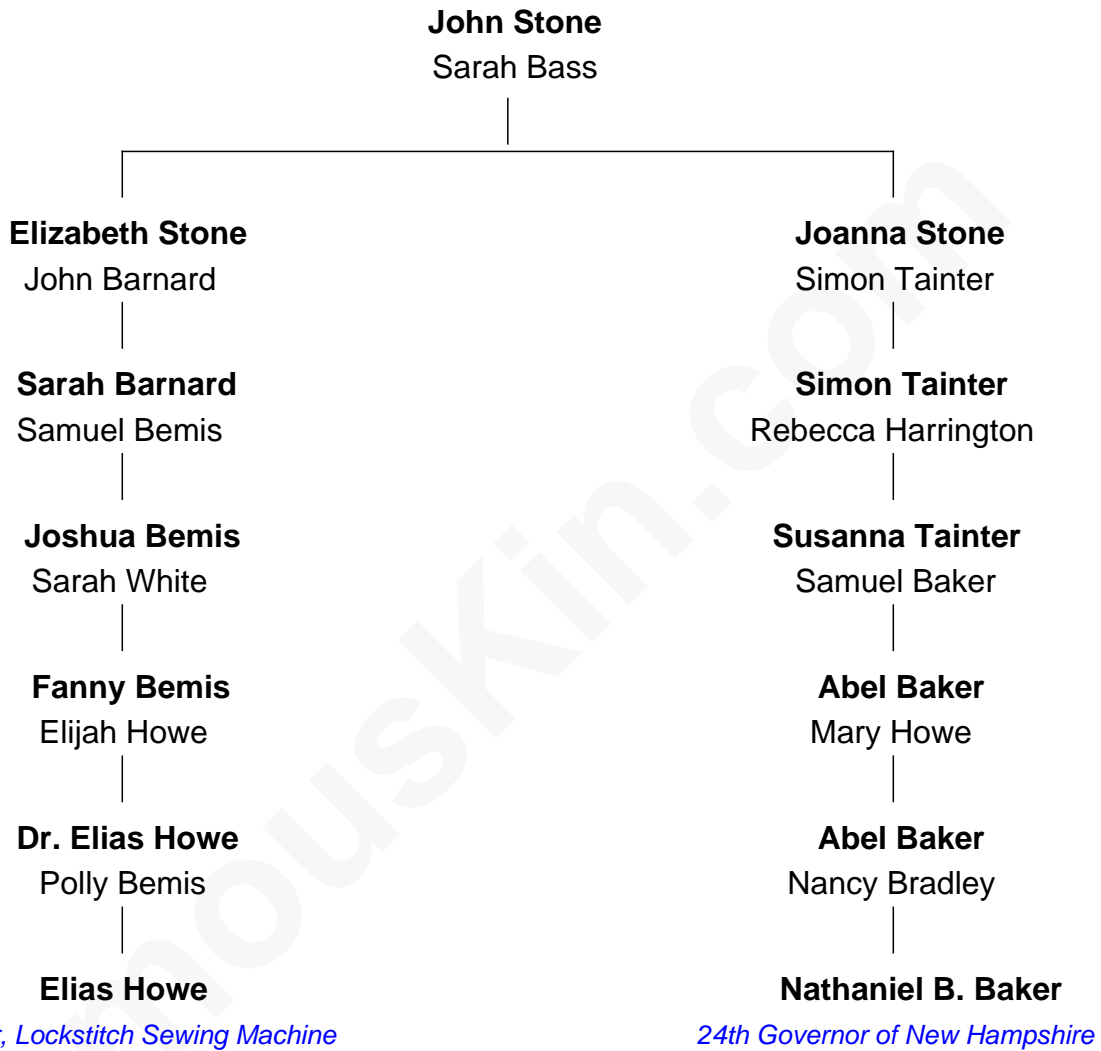 John Stone
Sarah Bass
Elizabeth Stone Joanna Stone
John Barnard Simon Tainter
Sarah Barnard Simon Tainter
Samuel Bemis Rebecca Harrington
Joshua Bemis Susanna Tainter
Sarah White Samuel Baker
Fanny Bemis Abel Baker
Elijah Howe Mary Howe
Dr. Elias Howe Abel Baker
Polly Bemis Nancy Bradley
Elias Howe Nathaniel B. Baker
, Lockstitch Sewing Machine 24th Governor of New Hampshire
mousKin.com